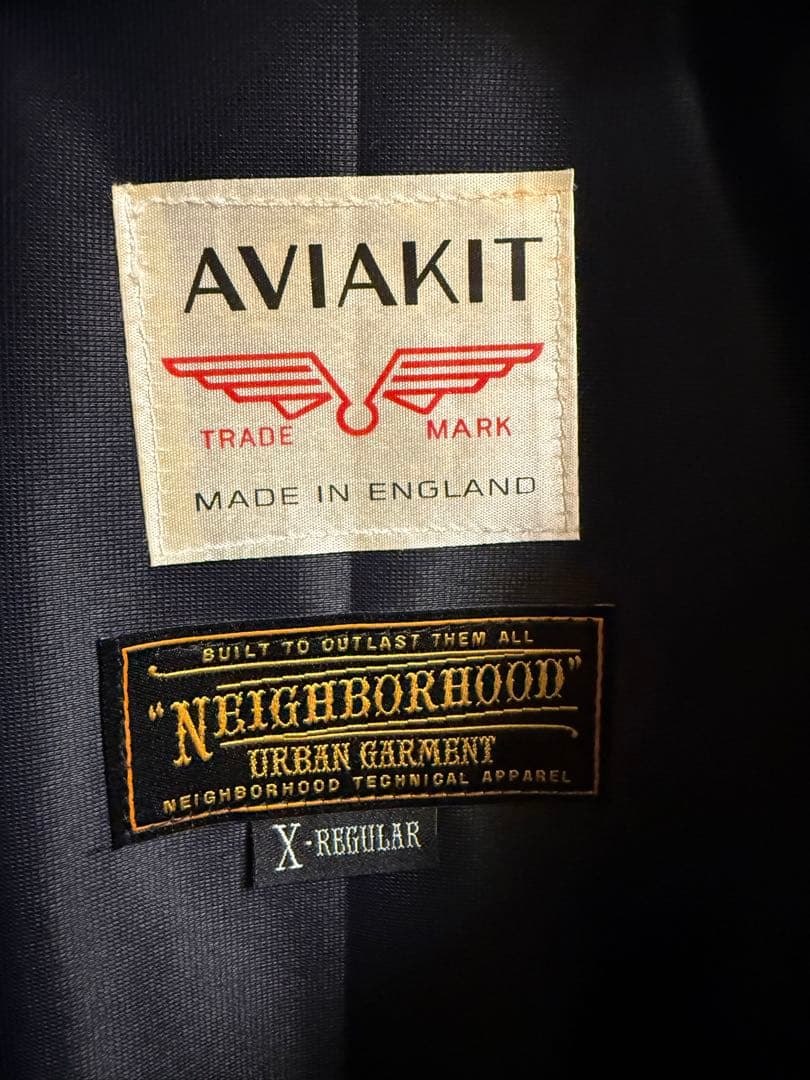 AVIAKIT
TRADE MARK
MADE IN ENGLAND
BUILT TO OUTLAST THEM ALL
"NEIGHBORHOOD"
URBAN GARMENT
NEIGHBORHOOD TECHNICAL APPAREL
X-REGULAR